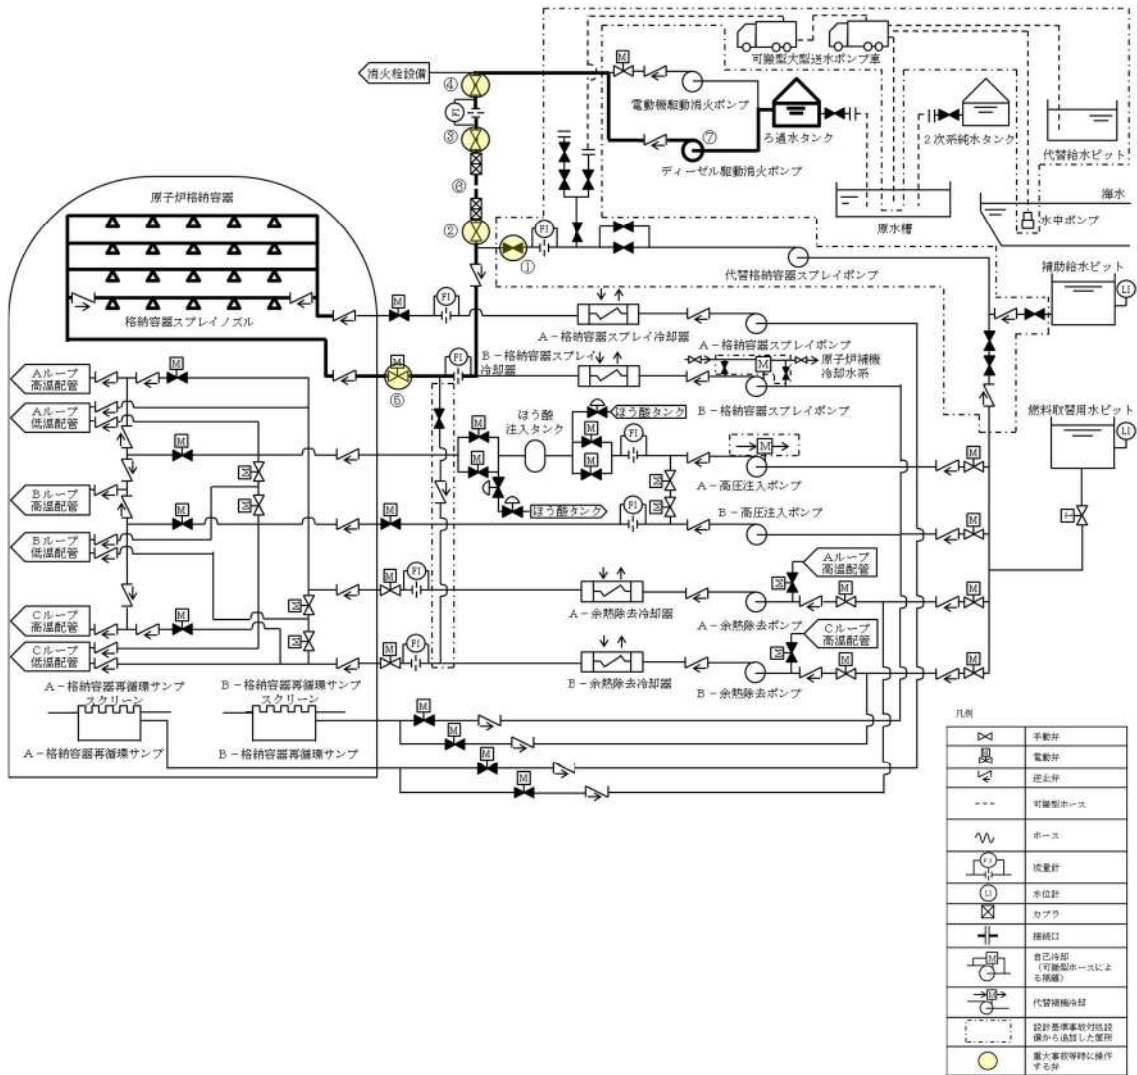 消火栓設備
④
FI
③
⑥
②
①
M
電動機駆動消火ポンプ
⑦
ディーゼル駆動消火ポンプ
ろ過水タンク
可搬型大型送水ポンプ車
2次系純水タンク
代替給水ピット
原水槽
海水
水中ポンプ
FI
代替格納容器スプレイポンプ
補助給水ピット
LI
原子炉格納容器
格納容器スプレイノズル
M
FI
A-格納容器スプレイ冷却器
A-格納容器スプレイポンプ
B-格納容器スプレイ
冷却器
M
原子炉補機
冷却水系
M
⑤
FI
B-格納容器スプレイポンプ
燃料取替用水ピット
LI
Aループ
高温配管
M
Aループ
低温配管
ほう酸
注入タンク
ほう酸タンク
M
M
M
M
FI
M
A-高圧注入ポンプ
M
M
M
M
Bループ
高温配管
ほう酸タンク
FI
B-高圧注入ポンプ
M
Bループ
低温配管
M
M
M
I
Aループ
高温配管
M
FI
A-余熱除去冷却器
A-余熱除去ポンプ
M
M
M
Cループ
高温配管
M
M
Cループ
低温配管
M
M
FI
B-余熱除去冷却器
B-余熱除去ポンプ
Cループ
高温配管
M
M
M
A-格納容器再循環サンプ
スクリーン
B-格納容器再循環サンプ
スクリーン
A-格納容器再循環サンプ
B-格納容器再循環サンプ
M
M
M
M
凡例
手動弁
電動弁
逆止弁
可搬型ホース
ホース
FI
流量計
LI
水位計
カプラ
接続口
M
自己冷却
（可搬型ホースによ
る接続）
M
代替補機冷却
設計基準事故対処設
備から追加した箇所
重大事故等時に操作
する弁